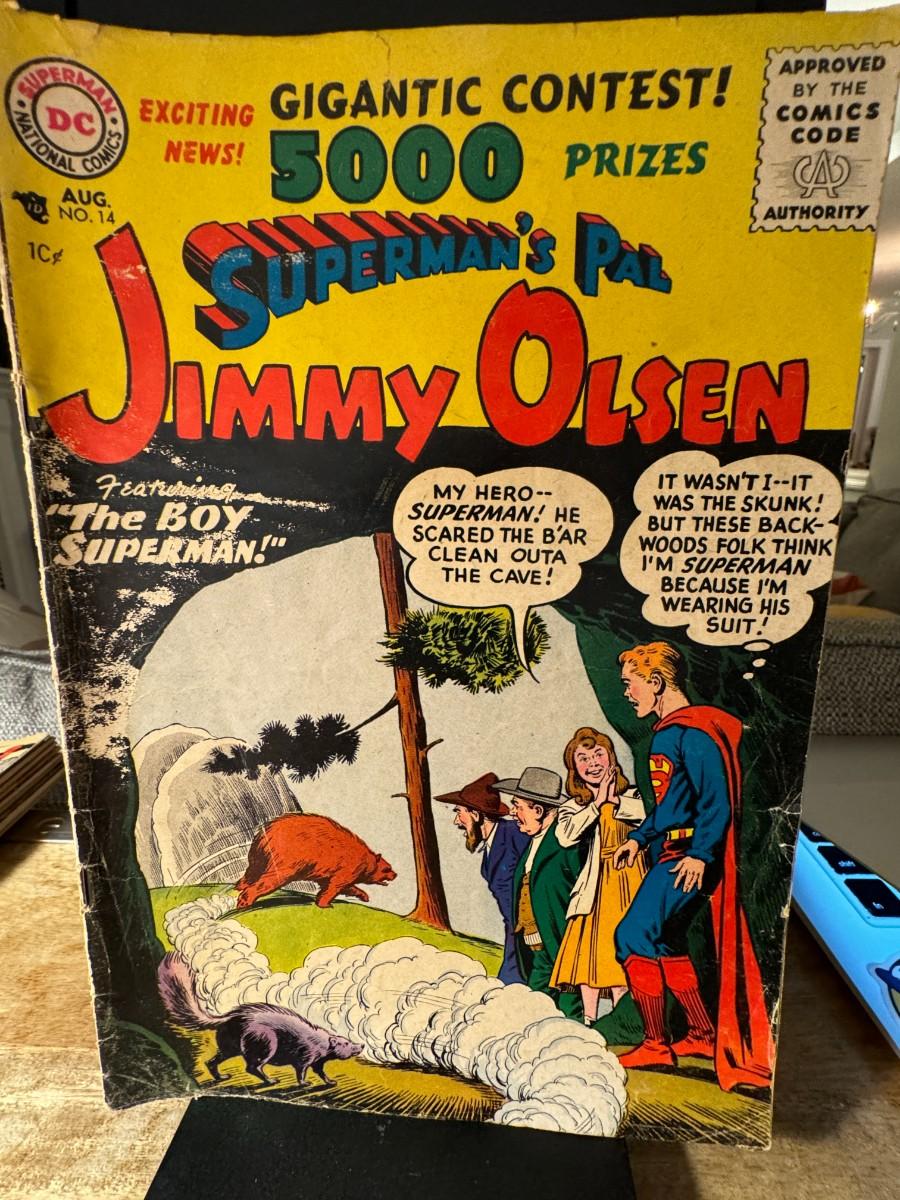 SUPERMAN
DC
NATIONAL COMICS
EXCITING
NEWS!
GIGANTIC CONTEST!
5000 PRIZES
APPROVED
BY THE
COMICS
CODE
CA
AUTHORITY
ID
AUG.
NO. 14
10¢
SUPERMAN'S PAL
JIMMY OLSEN
Featuring
"The BOY
SUPERMAN!"
MY HERO--
SUPERMAN! HE
SCARED THE B'AR
CLEAN OUTA
THE CAVE!
IT WASN'T I--IT
WAS THE SKUNK!
BUT THESE BACK-
WOODS FOLK THINK
I'M SUPERMAN
BECAUSE I'M
WEARING HIS
SUIT!
S
shift
fn